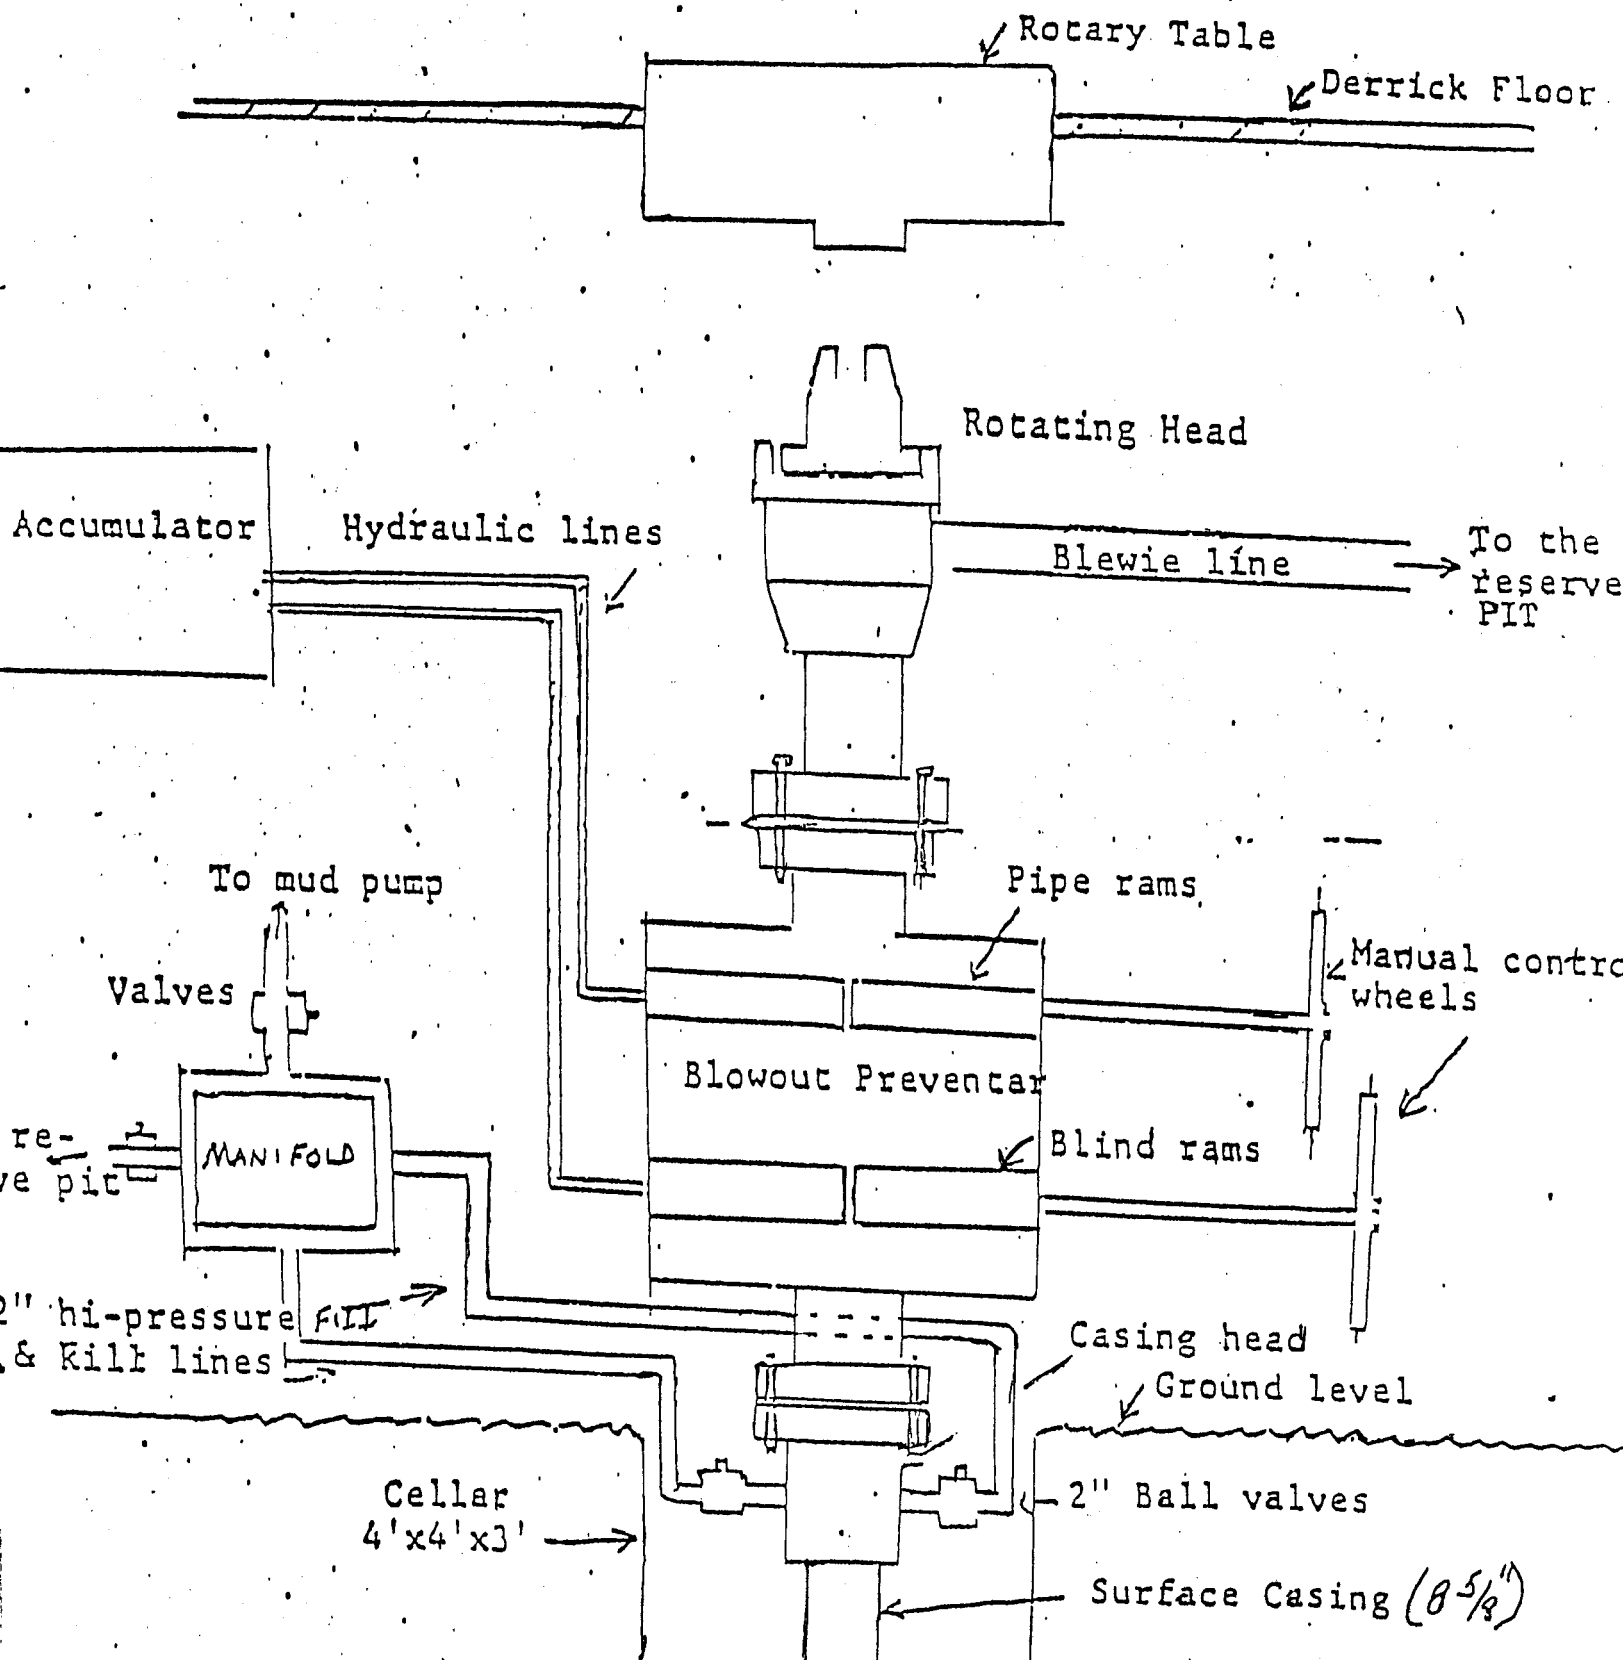 Rotary Table
Derrick Floor
Rotating Head
Accumulator
Hydraulic lines
Blewie line
To the
reserve
PIT
To mud pump
Pipe rams
Valves
Manual contro
wheels
Blowout Preventar
re-
ve pit
MANIFOLD
Blind rams
2" hi-pressure Fill
& Kill lines
Casing head
Ground level
Cellar
4'x4'x3'
2" Ball valves
Surface Casing (8 5/8")